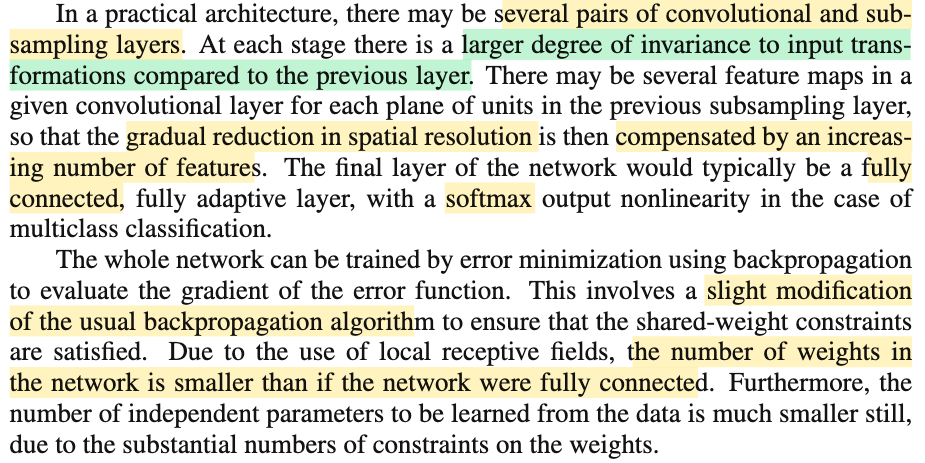 In a practical architecture, there may be several pairs of convolutional and sub-
sampling layers. At each stage there is a larger degree of invariance to input trans-
formations compared to the previous layer. There may be several feature maps in a
given convolutional layer for each plane of units in the previous subsampling layer,
so that the gradual reduction in spatial resolution is then compensated by an increas-
ing number of features. The final layer of the network would typically be a fully
connected, fully adaptive layer, with a softmax output nonlinearity in the case of
multiclass classification.
The whole network can be trained by error minimization using backpropagation
to evaluate the gradient of the error function. This involves a slight modification
of the usual backpropagation algorithm to ensure that the shared-weight constraints
are satisfied. Due to the use of local receptive fields, the number of weights in
the network is smaller than if the network were fully connected. Furthermore, the
number of independent parameters to be learned from the data is much smaller still,
due to the substantial numbers of constraints on the weights.